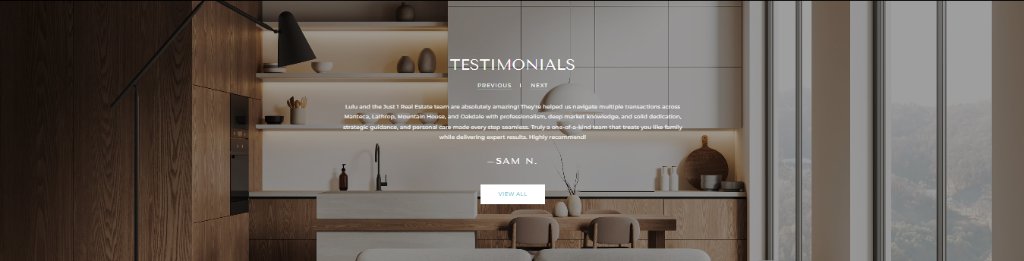 TESTIMONIALS
PREVIOUS | NEXT
Lulu and the Just 1 Real Estate team are absolutely amazing! They're helped us navigate multiple transactions across
Manteca, Lathrop, Mountain House, and Oakdale with professionalism, deep market knowledge, and solid dedication,
strategic guidance, and personal care made every step seamless. Truly a one-of-a-kind team that treats you like family
while delivering expert results. Highly recommend!
—SAM N.
VIEW ALL